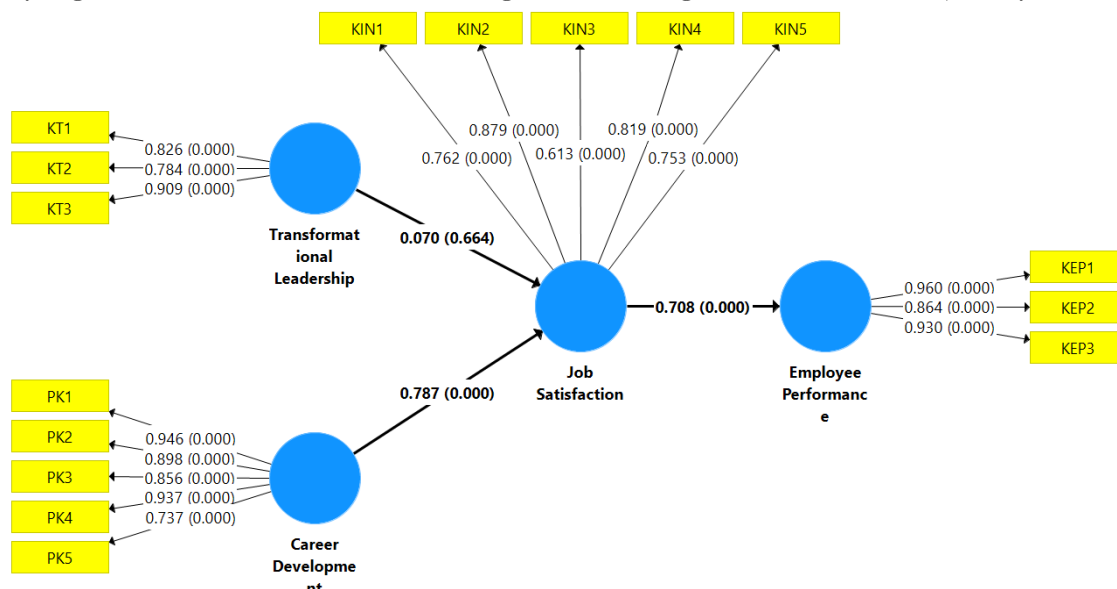 KIN1 KIN2 KIN3 KIN4 KIN5
KT1
KT2
KT3
0.826 (0.000)
0.784 (0.000)
0.909 (0.000)
Transformat
ional
Leadership
0.762 (0.000)
0.879 (0.000)
0.613 (0.000)
0.819 (0.000)
0.753 (0.000)
0.070 (0.664)
0.787 (0.000)
Job
Satisfaction
0.708 (0.000)
Employee
Performanc
e
0.960 (0.000)
0.864 (0.000)
0.930 (0.000)
KEP1
KEP2
KEP3
PK1
PK2
PK3
PK4
PK5
0.946 (0.000)
0.898 (0.000)
0.856 (0.000)
0.937 (0.000)
0.737 (0.000)
Career
Developme
nt